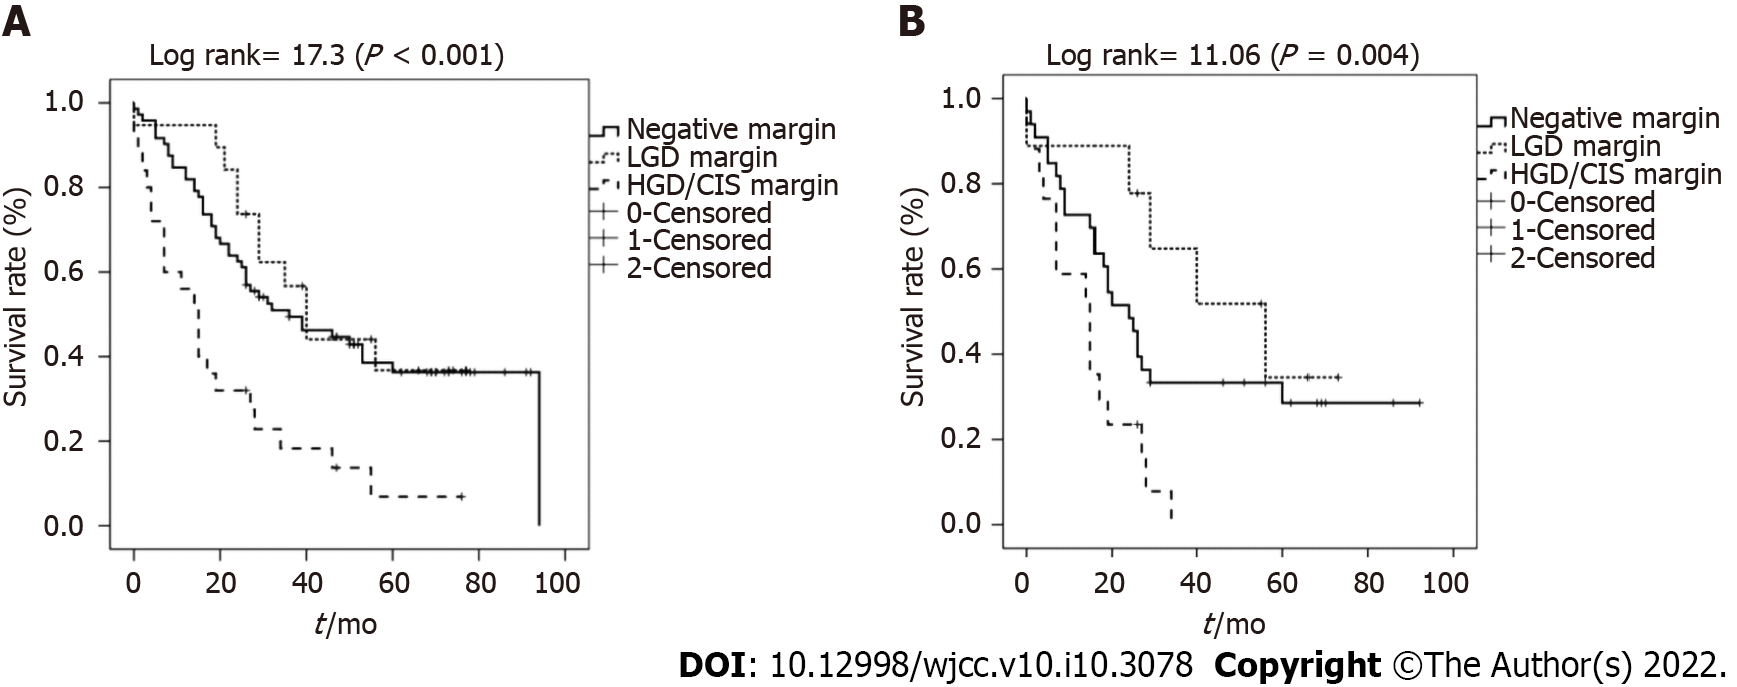 A
Log rank= 17.3 (P < 0.001)
1.0
0.8
0.6
0.4
0.2
0.0
Survival rate (%)
0 20 40 60 80 100
t/mo
Negative margin
LGD margin
HGD/CIS margin
0-Censored
1-Censored
2-Censored
B
Log rank= 11.06 (P = 0.004)
1.0
0.8
0.6
0.4
0.2
0.0
Survival rate (%)
0 20 40 60 80 100
t/mo
Negative margin
LGD margin
HGD/CIS margin
0-Censored
1-Censored
2-Censored
DOI: 10.12998/wjcc.v10.i10.3078 Copyright ©The Author(s) 2022.